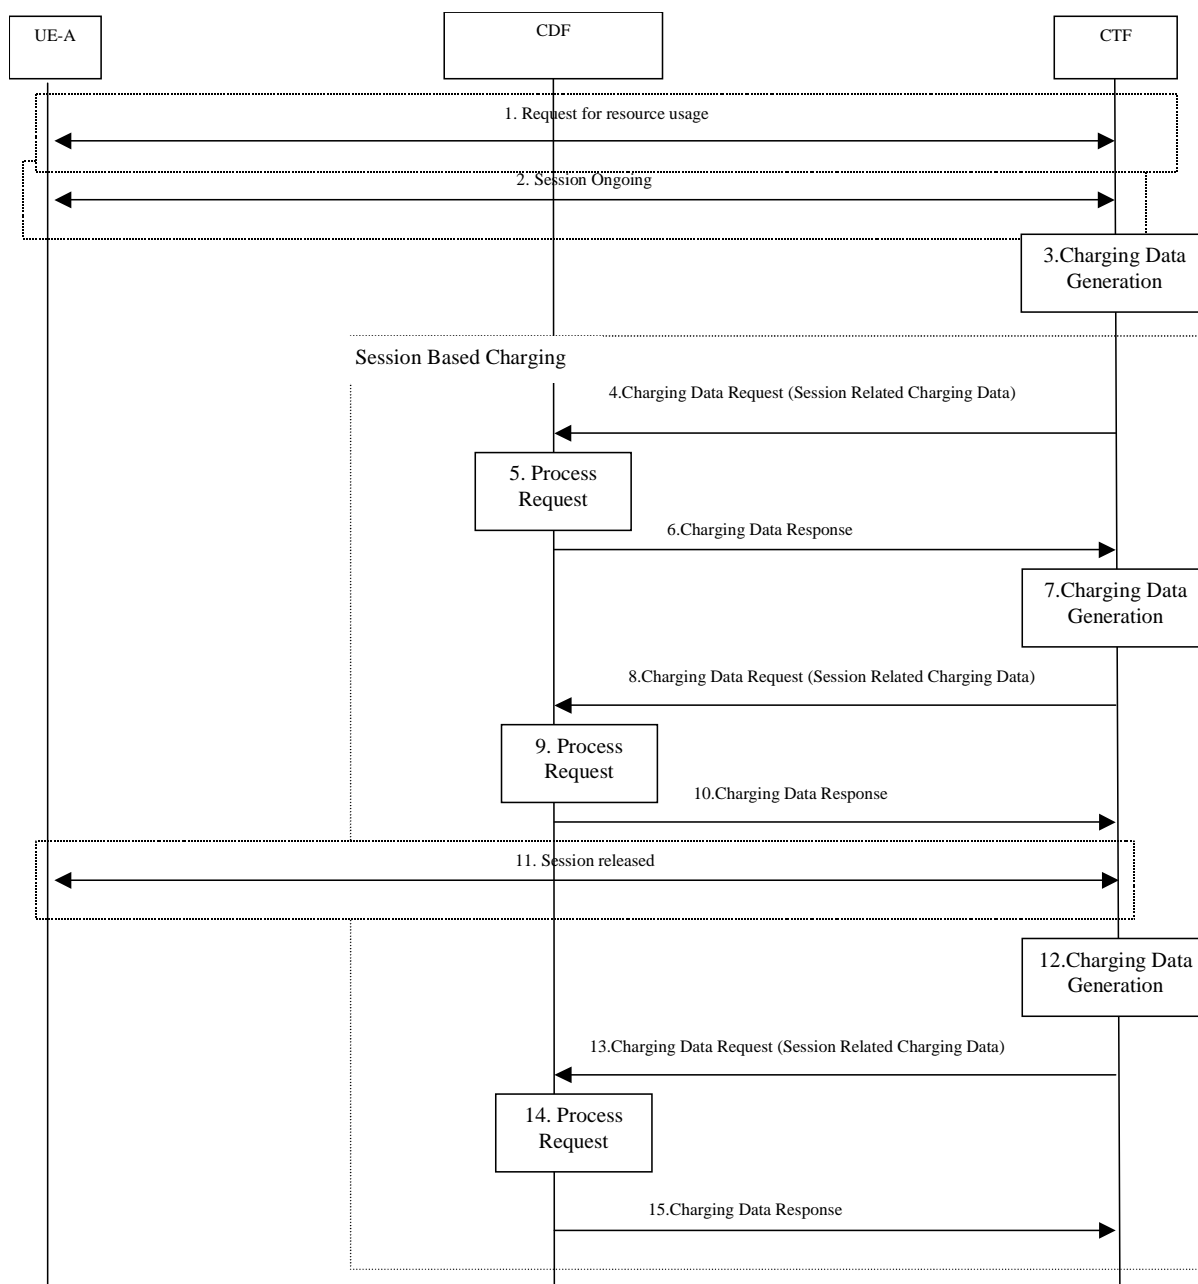 UE-A
CDF
CTF
1. Request for resource usage
2. Session Ongoing
3.Charging Data
Generation
Session Based Charging
4.Charging Data Request (Session Related Charging Data)
5. Process
Request
6.Charging Data Response
7.Charging Data
Generation
8.Charging Data Request (Session Related Charging Data)
9. Process
Request
10.Charging Data Response
11. Session released
12.Charging Data
Generation
13.Charging Data Request (Session Related Charging Data)
14. Process
Request
15.Charging Data Response